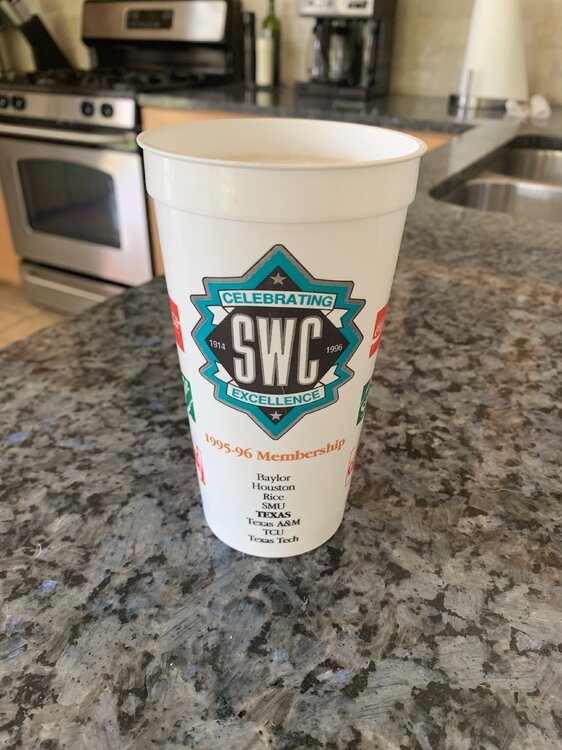 CELEBRATING
1914 SWC 1996
EXCELLENCE
1995-96 Membership
Baylor
Houston
Rice
SMU
TEXAS
Texas A&M
TCU
Texas Tech